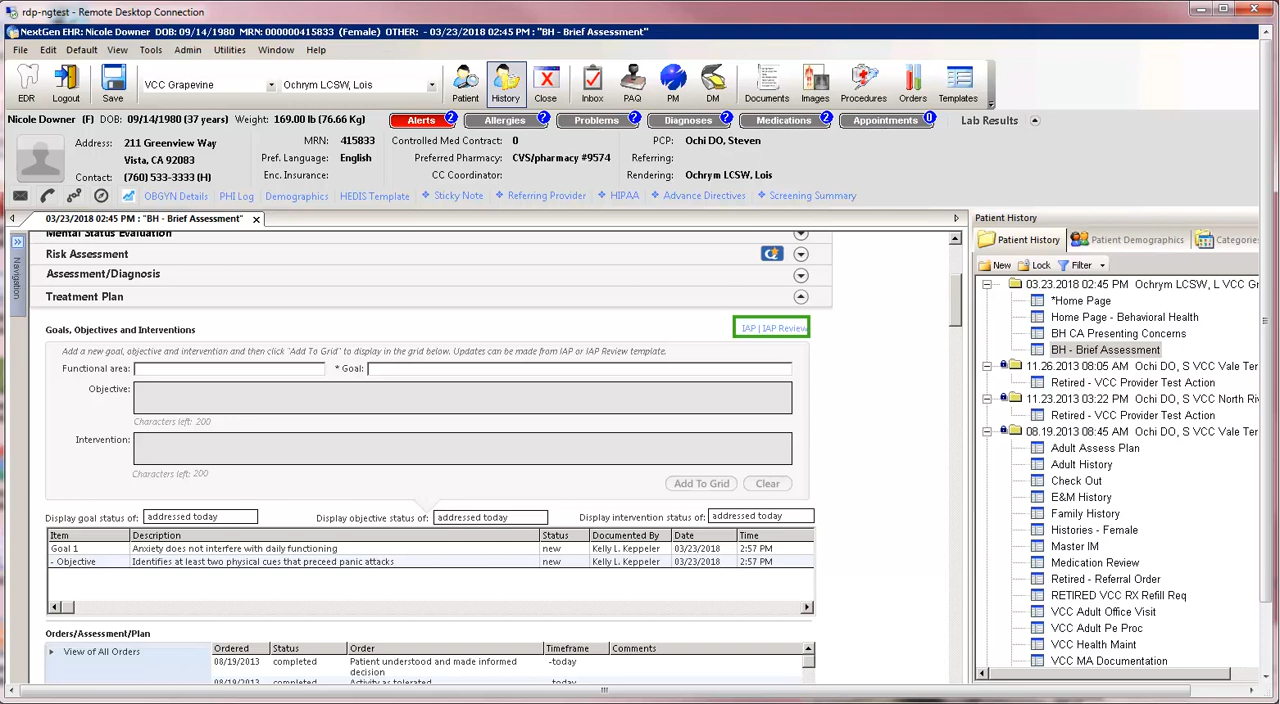 rdp-ngtest - Remote Desktop Connection
NextGen EHR: Nicole Downer DOB: 09/14/1980 MRN: 000000415833 (Female) OTHER: - 03/23/2018 02:45 PM : "BH - Brief Assessment"
File Edit Default View Tools Admin Utilities Window Help
VCC Grapevine Ochrym LCSW, Lois
EDR Logout Save Patient History Close Inbox PAQ PM DM Documents Images Procedures Orders Templates
Nicole Downer (F) DOB: 09/14/1980 (37 years) Weight: 169.00 lb (76.66 Kg) Alerts 2 Allergies ? Problems ? Diagnoses ? Medications 2 Appointments 0 Lab Results
Address: 211 Greenview Way MRN: 415833 Controlled Med Contract: 0 PCP: Ochi DO, Steven
Vista, CA 92083 Pref. Language: English Preferred Pharmacy: CVS/pharmacy #9574 Referring:
Contact: (760) 533-3333 (H) Enc. Insurance: CC Coordinator: Rendering: Ochrym LCSW, Lois
OBGYN Details PHI Log Demographics HEDIS Template Sticky Note Referring Provider HIPAA Advance Directives Screening Summary
03/23/2018 02:45 PM : "BH - Brief Assessment"
Navigation
Mental Status Evaluation
Risk Assessment
Assessment/Diagnosis
Treatment Plan
Goals, Objectives and Interventions IAP | IAP Review
Add a new goal, objective and intervention and then click "Add To Grid" to display in the grid below. Updates can be made from IAP or IAP Review template.
Functional area: * Goal:
Objective:
Characters left: 200
Intervention:
Characters left: 200
Add To Grid Clear
Display goal status of: addressed today Display objective status of: addressed today Display intervention status of: addressed today
Item Description Status Documented By Date Time
Goal 1 Anxiety does not interfere with daily functioning new Kelly L. Keppeler 03/23/2018 2:57 PM
- Objective Identifies at least two physical cues that preceed panic attacks new Kelly L. Keppeler 03/23/2018 2:57 PM
Orders/Assessment/Plan
View of All Orders
Ordered Status Order Timeframe Comments
08/19/2013 completed Patient understood and made informed decision -today
08/19/2013 completed Activity as tolerated -today
Patient History
Patient History Patient Demographics Categories
New Lock Filter
03.23.2018 02:45 PM Ochrym LCSW, L VCC Gr
*Home Page
Home Page - Behavioral Health
BH CA Presenting Concerns
BH - Brief Assessment
11.26.2013 08:05 AM Ochi DO, S VCC Vale Ter
Retired - VCC Provider Test Action
11.23.2013 03:22 PM Ochi DO, S VCC North Ri
Retired - VCC Provider Test Action
08.19.2013 08:45 AM Ochi DO, S VCC Vale Ter
Adult Assess Plan
Adult History
Check Out
E&M History
Family History
Histories - Female
Master IM
Medication Review
Retired - Referral Order
RETIRED VCC RX Refill Req
VCC Adult Office Visit
VCC Adult Pe Proc
VCC Health Maint
VCC MA Documentation